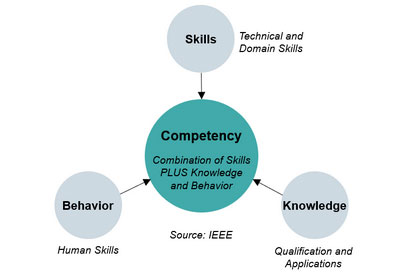 Skills
Technical and
Domain Skills
Competency
Combination of Skills
PLUS Knowledge
and Behavior
Behavior
Human Skills
Knowledge
Qualification and
Applications
Source: IEEE